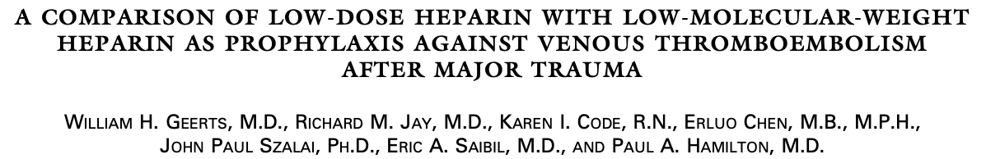 A COMPARISON OF LOW-DOSE HEPARIN WITH LOW-MOLECULAR-WEIGHT
HEPARIN AS PROPHYLAXIS AGAINST VENOUS THROMBOEMBOLISM
AFTER MAJOR TRAUMA
WILLIAM H. GEERTS, M.D., RICHARD M. JAY, M.D., KAREN I. CODE, R.N., ERLUO CHEN, M.B., M.P.H.,
JOHN PAUL SZALAI, PH.D., ERIC A. SAIBIL, M.D., AND PAUL A. HAMILTON, M.D.